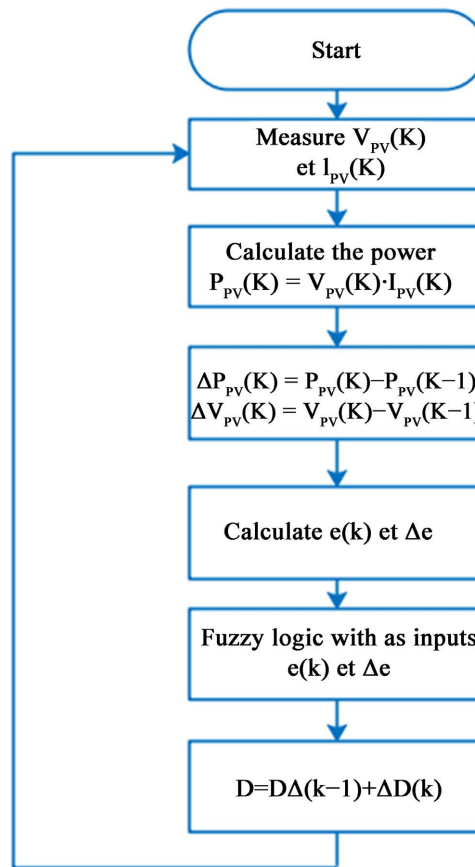 Start
Measure V_PV(K)
et l_PV(K)
Calculate the power
P_PV(K) = V_PV(K)·I_PV(K)
ΔP_PV(K) = P_PV(K)−P_PV(K−1)
ΔV_PV(K) = V_PV(K)−V_PV(K−1)
Calculate e(k) et Δe
Fuzzy logic with as inputs
e(k) et Δe
D=DΔ(k−1)+ΔD(k)